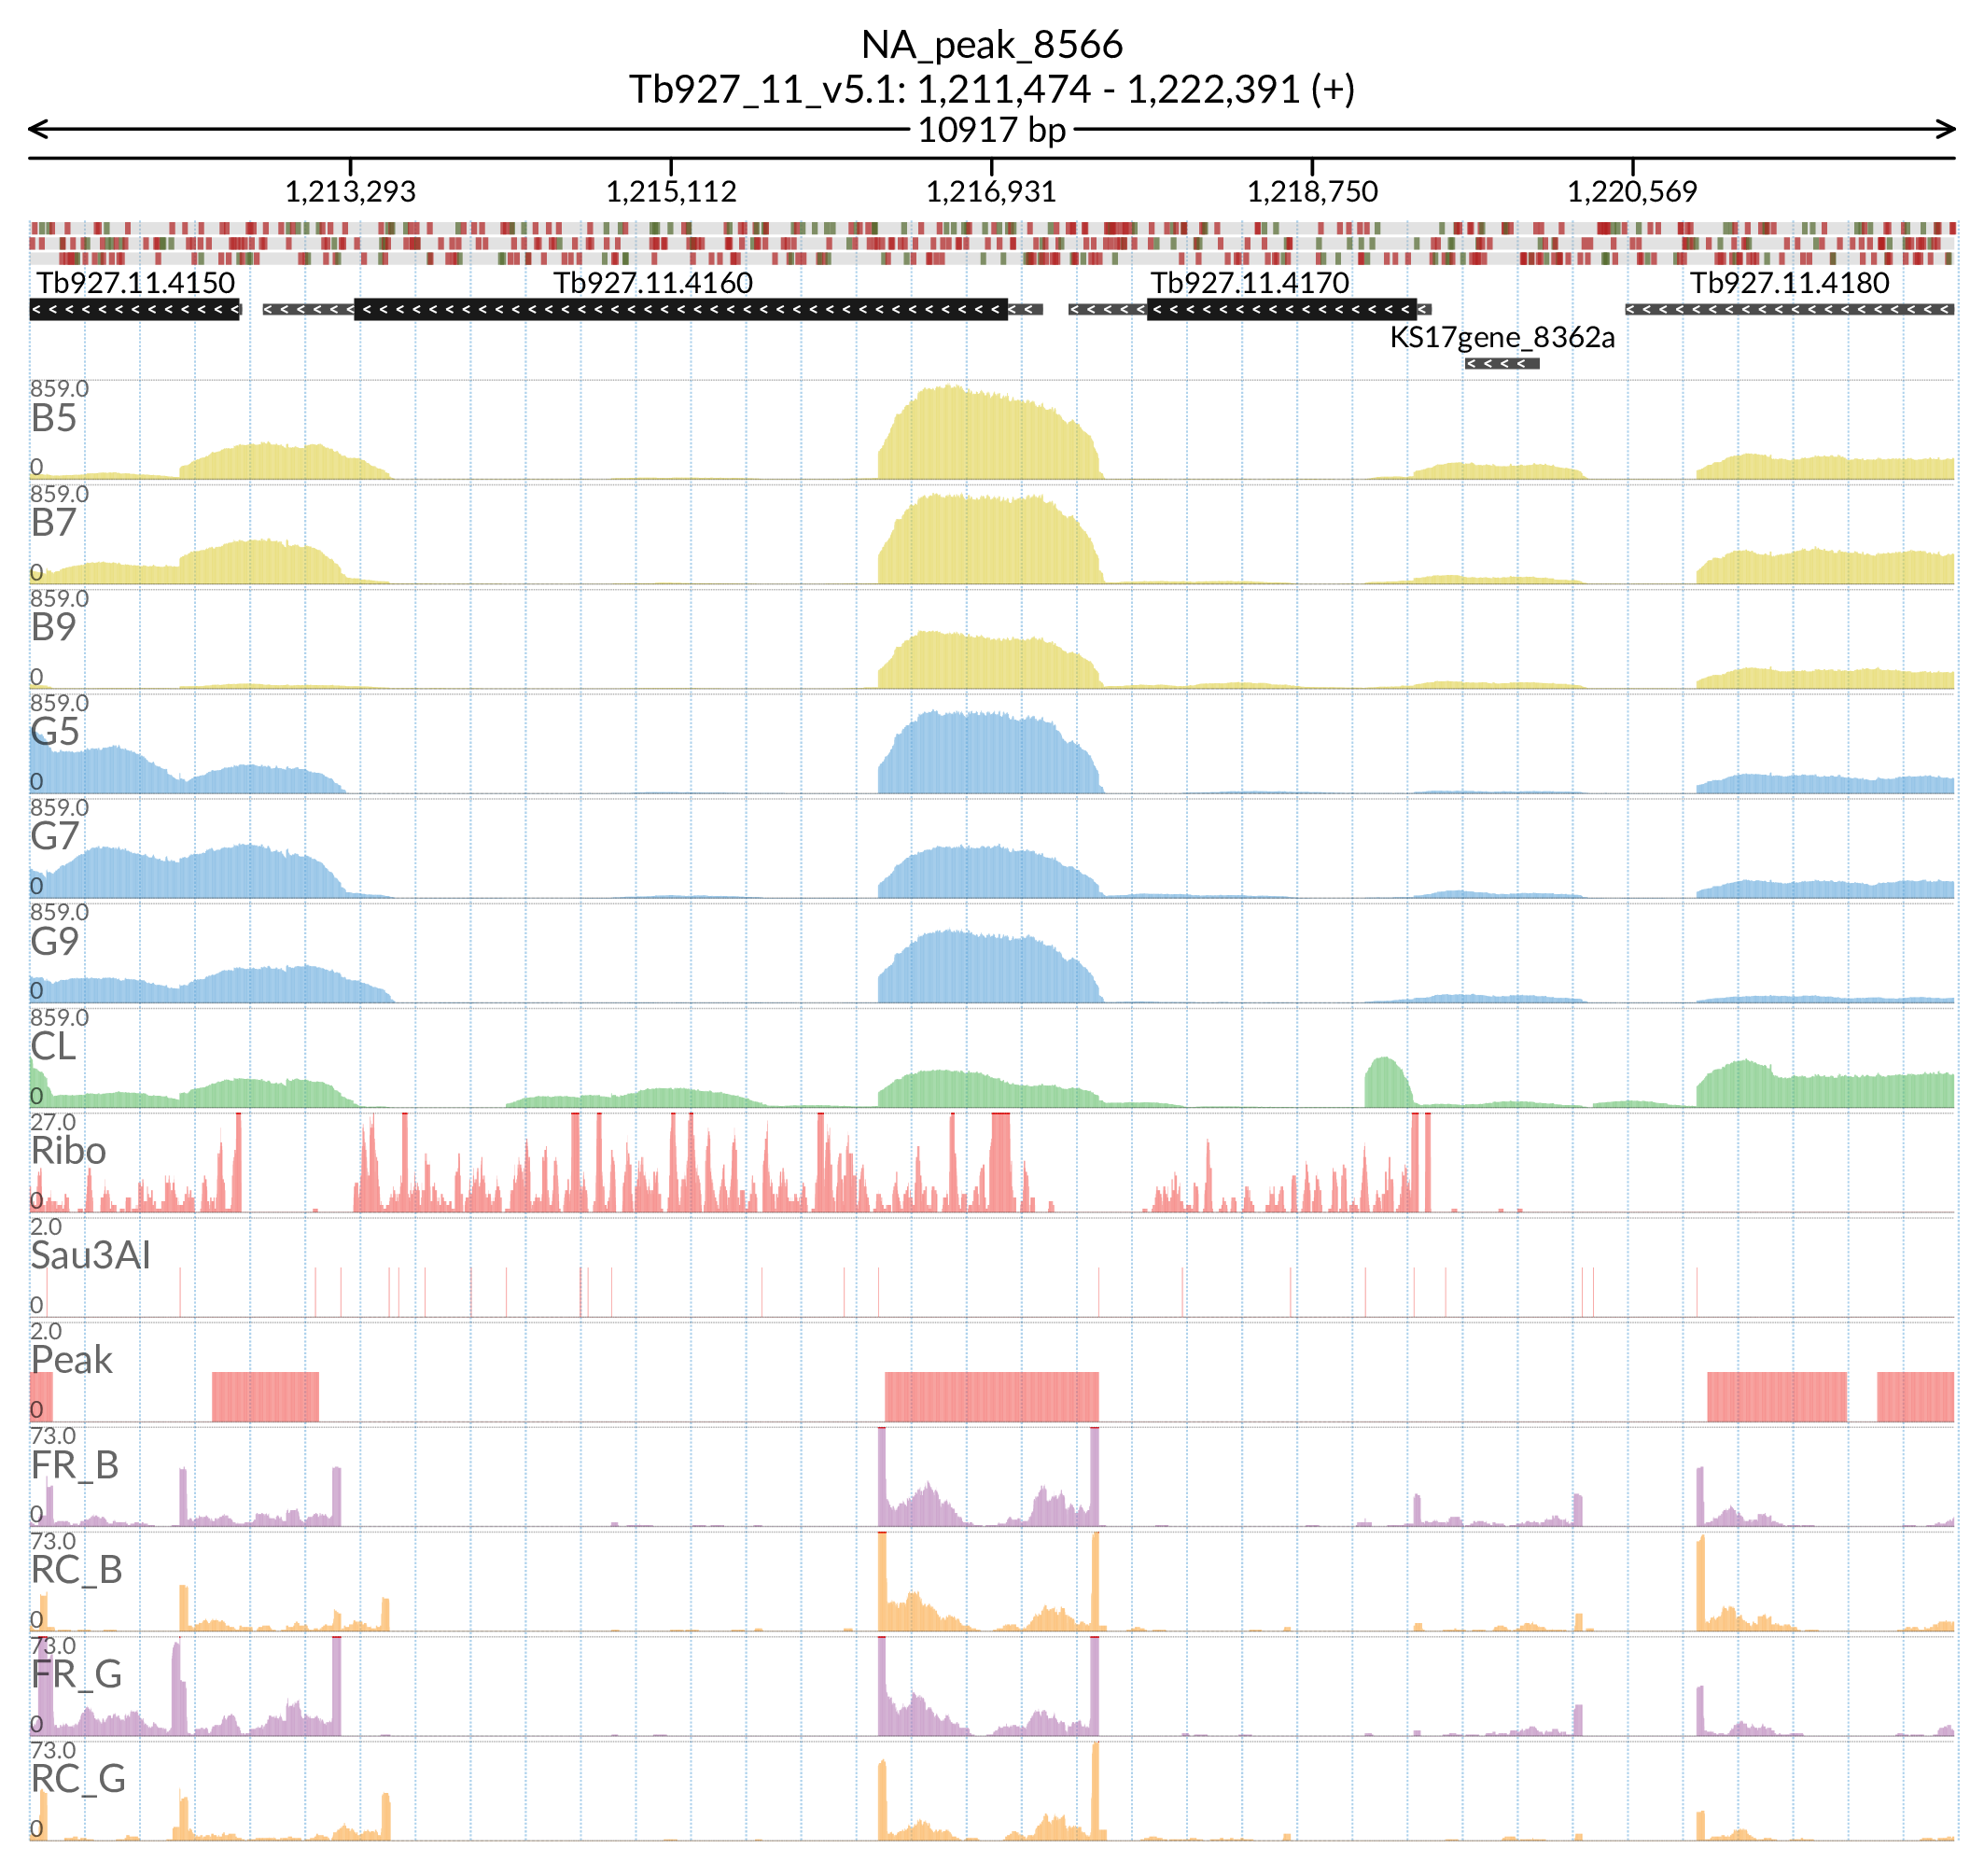 NA_peak_8566
Tb927_11_v5.1: 1,211,474 - 1,222,391 (+)
10917 bp
1,213,293 1,215,112 1,216,931 1,218,750 1,220,569
Tb927.11.4150 Tb927.11.4160 Tb927.11.4170 Tb927.11.4180
KS17gene_8362a
859.0
B5
0
859.0
B7
0
859.0
B9
0
859.0
G5
0
859.0
G7
0
859.0
G9
0
859.0
CL
0
27.0
Ribo
0
2.0
Sau3AI
0
2.0
Peak
0
73.0
FR_B
0
73.0
RC_B
0
73.0
FR_G
0
73.0
RC_G
0